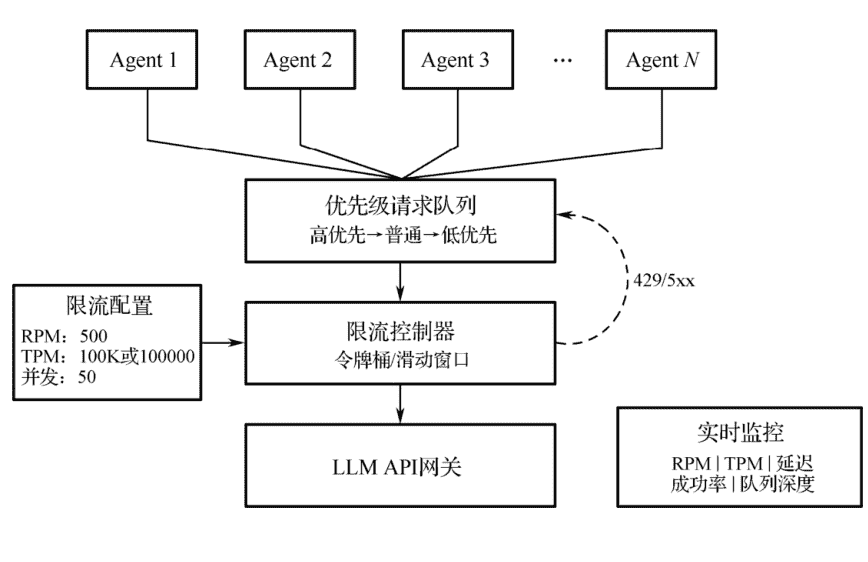 Agent 1
Agent 2
Agent 3
···
Agent N
优先级请求队列
高优先→普通→低优先
429/5xx
限流配置
RPM：500
TPM：100K或100000
并发：50
限流控制器
令牌桶/滑动窗口
LLM API网关
实时监控
RPM | TPM | 延迟
成功率 | 队列深度